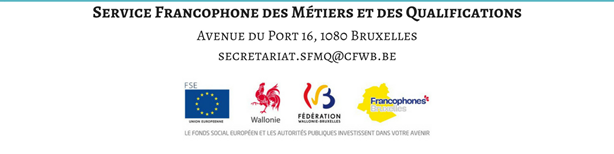 Service Francophone des Métiers et des Qualifications
Avenue du Port 16, 1080 Bruxelles
secretariat.sfmq@cfwb.be
FSE
UNION EUROPÉENNE
Wallonie
FÉDÉRATION
WALLONIE-BRUXELLES
Francophones
Bruxelles
LE FONDS SOCIAL EUROPÉEN ET LES AUTORITÉS PUBLIQUES INVESTISSENT DANS VOTRE AVENIR